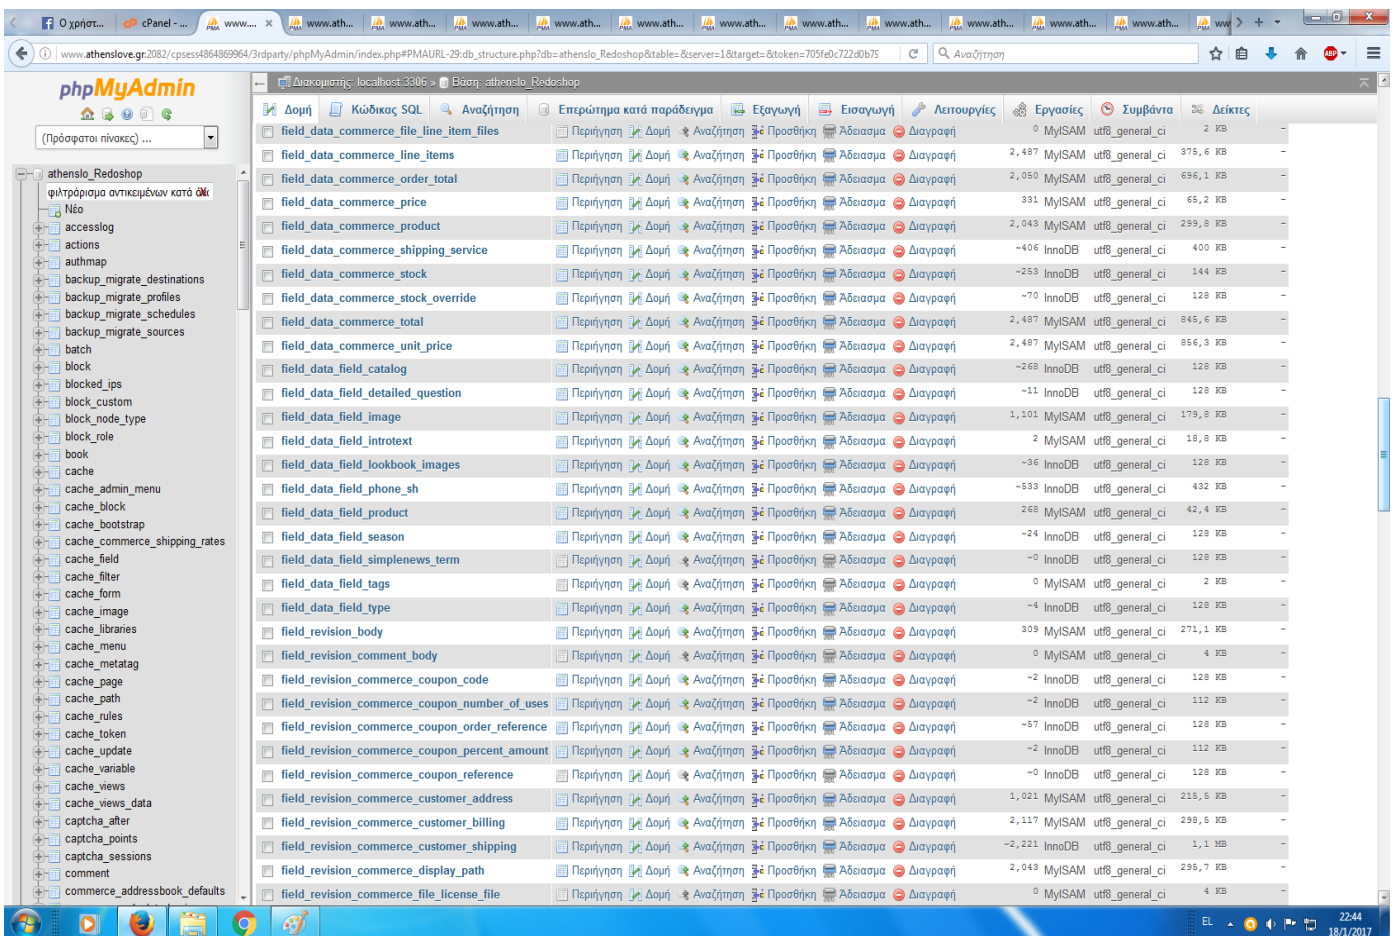 Ο χρήστ...
cPanel - ...
www....
www.ath...
www.ath...
www.ath...
www.ath...
www.ath...
www.ath...
www.ath...
www.ath...
www.ath...
www.ath...
www.ath...
ww
www.athenslove.gr:2082/cpsess4864869964/3rdparty/phpMyAdmin/index.php#PMAURL-29:db_structure.php?db=athenslo_Redoshop&table=&server=1&target=&token=705fe0c722d0b79
Αναζήτηση
ABP
phpMyAdmin
(Πρόσφατοι πίνακες) ...
athenslo_Redoshop
φιλτράρισμα αντικειμένων κατά
Νέο
accesslog
actions
authmap
backup_migrate_destinations
backup_migrate_profiles
backup_migrate_schedules
backup_migrate_sources
batch
block
blocked_ips
block_custom
block_node_type
block_role
book
cache
cache_admin_menu
cache_block
cache_bootstrap
cache_commerce_shipping_rates
cache_field
cache_filter
cache_form
cache_image
cache_libraries
cache_menu
cache_metatag
cache_page
cache_path
cache_rules
cache_token
cache_update
cache_variable
cache_views
cache_views_data
captcha_after
captcha_points
captcha_sessions
comment
commerce_addressbook_defaults
Διακομιστής: localhost:3306 » Βάση: athenslo_Redoshop
Δομή Κώδικας SQL Αναζήτηση Επερώτημα κατά παράδειγμα Εξαγωγή Εισαγωγή Λειτουργίες Εργασίες Συμβάντα Δείκτες
field_data_commerce_file_line_item_files Περιήγηση Δομή Αναζήτηση Προσθήκη Άδειασμα Διαγραφή 0 MyISAM utf8_general_ci 2 KB -
field_data_commerce_line_items Περιήγηση Δομή Αναζήτηση Προσθήκη Άδειασμα Διαγραφή 2,487 MyISAM utf8_general_ci 375,6 KB -
field_data_commerce_order_total Περιήγηση Δομή Αναζήτηση Προσθήκη Άδειασμα Διαγραφή 2,050 MyISAM utf8_general_ci 696,1 KB -
field_data_commerce_price Περιήγηση Δομή Αναζήτηση Προσθήκη Άδειασμα Διαγραφή 331 MyISAM utf8_general_ci 65,2 KB -
field_data_commerce_product Περιήγηση Δομή Αναζήτηση Προσθήκη Άδειασμα Διαγραφή 2,043 MyISAM utf8_general_ci 299,8 KB -
field_data_commerce_shipping_service Περιήγηση Δομή Αναζήτηση Προσθήκη Άδειασμα Διαγραφή ~406 InnoDB utf8_general_ci 400 KB -
field_data_commerce_stock Περιήγηση Δομή Αναζήτηση Προσθήκη Άδειασμα Διαγραφή ~253 InnoDB utf8_general_ci 144 KB -
field_data_commerce_stock_override Περιήγηση Δομή Αναζήτηση Προσθήκη Άδειασμα Διαγραφή ~70 InnoDB utf8_general_ci 128 KB -
field_data_commerce_total Περιήγηση Δομή Αναζήτηση Προσθήκη Άδειασμα Διαγραφή 2,487 MyISAM utf8_general_ci 845,6 KB -
field_data_commerce_unit_price Περιήγηση Δομή Αναζήτηση Προσθήκη Άδειασμα Διαγραφή 2,487 MyISAM utf8_general_ci 856,3 KB -
field_data_field_catalog Περιήγηση Δομή Αναζήτηση Προσθήκη Άδειασμα Διαγραφή ~268 InnoDB utf8_general_ci 128 KB -
field_data_field_detailed_question Περιήγηση Δομή Αναζήτηση Προσθήκη Άδειασμα Διαγραφή ~11 InnoDB utf8_general_ci 128 KB -
field_data_field_image Περιήγηση Δομή Αναζήτηση Προσθήκη Άδειασμα Διαγραφή 1,101 MyISAM utf8_general_ci 179,8 KB -
field_data_field_introtext Περιήγηση Δομή Αναζήτηση Προσθήκη Άδειασμα Διαγραφή 2 MyISAM utf8_general_ci 18,8 KB -
field_data_field_lookbook_images Περιήγηση Δομή Αναζήτηση Προσθήκη Άδειασμα Διαγραφή ~36 InnoDB utf8_general_ci 128 KB -
field_data_field_phone_sh Περιήγηση Δομή Αναζήτηση Προσθήκη Άδειασμα Διαγραφή ~533 InnoDB utf8_general_ci 432 KB -
field_data_field_product Περιήγηση Δομή Αναζήτηση Προσθήκη Άδειασμα Διαγραφή 268 MyISAM utf8_general_ci 42,4 KB -
field_data_field_season Περιήγηση Δομή Αναζήτηση Προσθήκη Άδειασμα Διαγραφή ~24 InnoDB utf8_general_ci 128 KB -
field_data_field_simplenews_term Περιήγηση Δομή Αναζήτηση Προσθήκη Άδειασμα Διαγραφή ~0 InnoDB utf8_general_ci 128 KB -
field_data_field_tags Περιήγηση Δομή Αναζήτηση Προσθήκη Άδειασμα Διαγραφή 0 MyISAM utf8_general_ci 2 KB -
field_data_field_type Περιήγηση Δομή Αναζήτηση Προσθήκη Άδειασμα Διαγραφή ~4 InnoDB utf8_general_ci 128 KB -
field_revision_body Περιήγηση Δομή Αναζήτηση Προσθήκη Άδειασμα Διαγραφή 309 MyISAM utf8_general_ci 271,1 KB -
field_revision_comment_body Περιήγηση Δομή Αναζήτηση Προσθήκη Άδειασμα Διαγραφή 0 MyISAM utf8_general_ci 4 KB -
field_revision_commerce_coupon_code Περιήγηση Δομή Αναζήτηση Προσθήκη Άδειασμα Διαγραφή ~2 InnoDB utf8_general_ci 128 KB -
field_revision_commerce_coupon_number_of_uses Περιήγηση Δομή Αναζήτηση Προσθήκη Άδειασμα Διαγραφή ~2 InnoDB utf8_general_ci 112 KB -
field_revision_commerce_coupon_order_reference Περιήγηση Δομή Αναζήτηση Προσθήκη Άδειασμα Διαγραφή ~57 InnoDB utf8_general_ci 128 KB -
field_revision_commerce_coupon_percent_amount Περιήγηση Δομή Αναζήτηση Προσθήκη Άδειασμα Διαγραφή ~2 InnoDB utf8_general_ci 112 KB -
field_revision_commerce_coupon_reference Περιήγηση Δομή Αναζήτηση Προσθήκη Άδειασμα Διαγραφή ~0 InnoDB utf8_general_ci 128 KB -
field_revision_commerce_customer_address Περιήγηση Δομή Αναζήτηση Προσθήκη Άδειασμα Διαγραφή 1,021 MyISAM utf8_general_ci 215,5 KB -
field_revision_commerce_customer_billing Περιήγηση Δομή Αναζήτηση Προσθήκη Άδειασμα Διαγραφή 2,117 MyISAM utf8_general_ci 298,5 KB -
field_revision_commerce_customer_shipping Περιήγηση Δομή Αναζήτηση Προσθήκη Άδειασμα Διαγραφή ~2,221 InnoDB utf8_general_ci 1,1 MB -
field_revision_commerce_display_path Περιήγηση Δομή Αναζήτηση Προσθήκη Άδειασμα Διαγραφή 2,043 MyISAM utf8_general_ci 295,7 KB -
field_revision_commerce_file_license_file Περιήγηση Δομή Αναζήτηση Προσθήκη Άδειασμα Διαγραφή 0 MyISAM utf8_general_ci 4 KB -
EL
22:44
18/1/2017